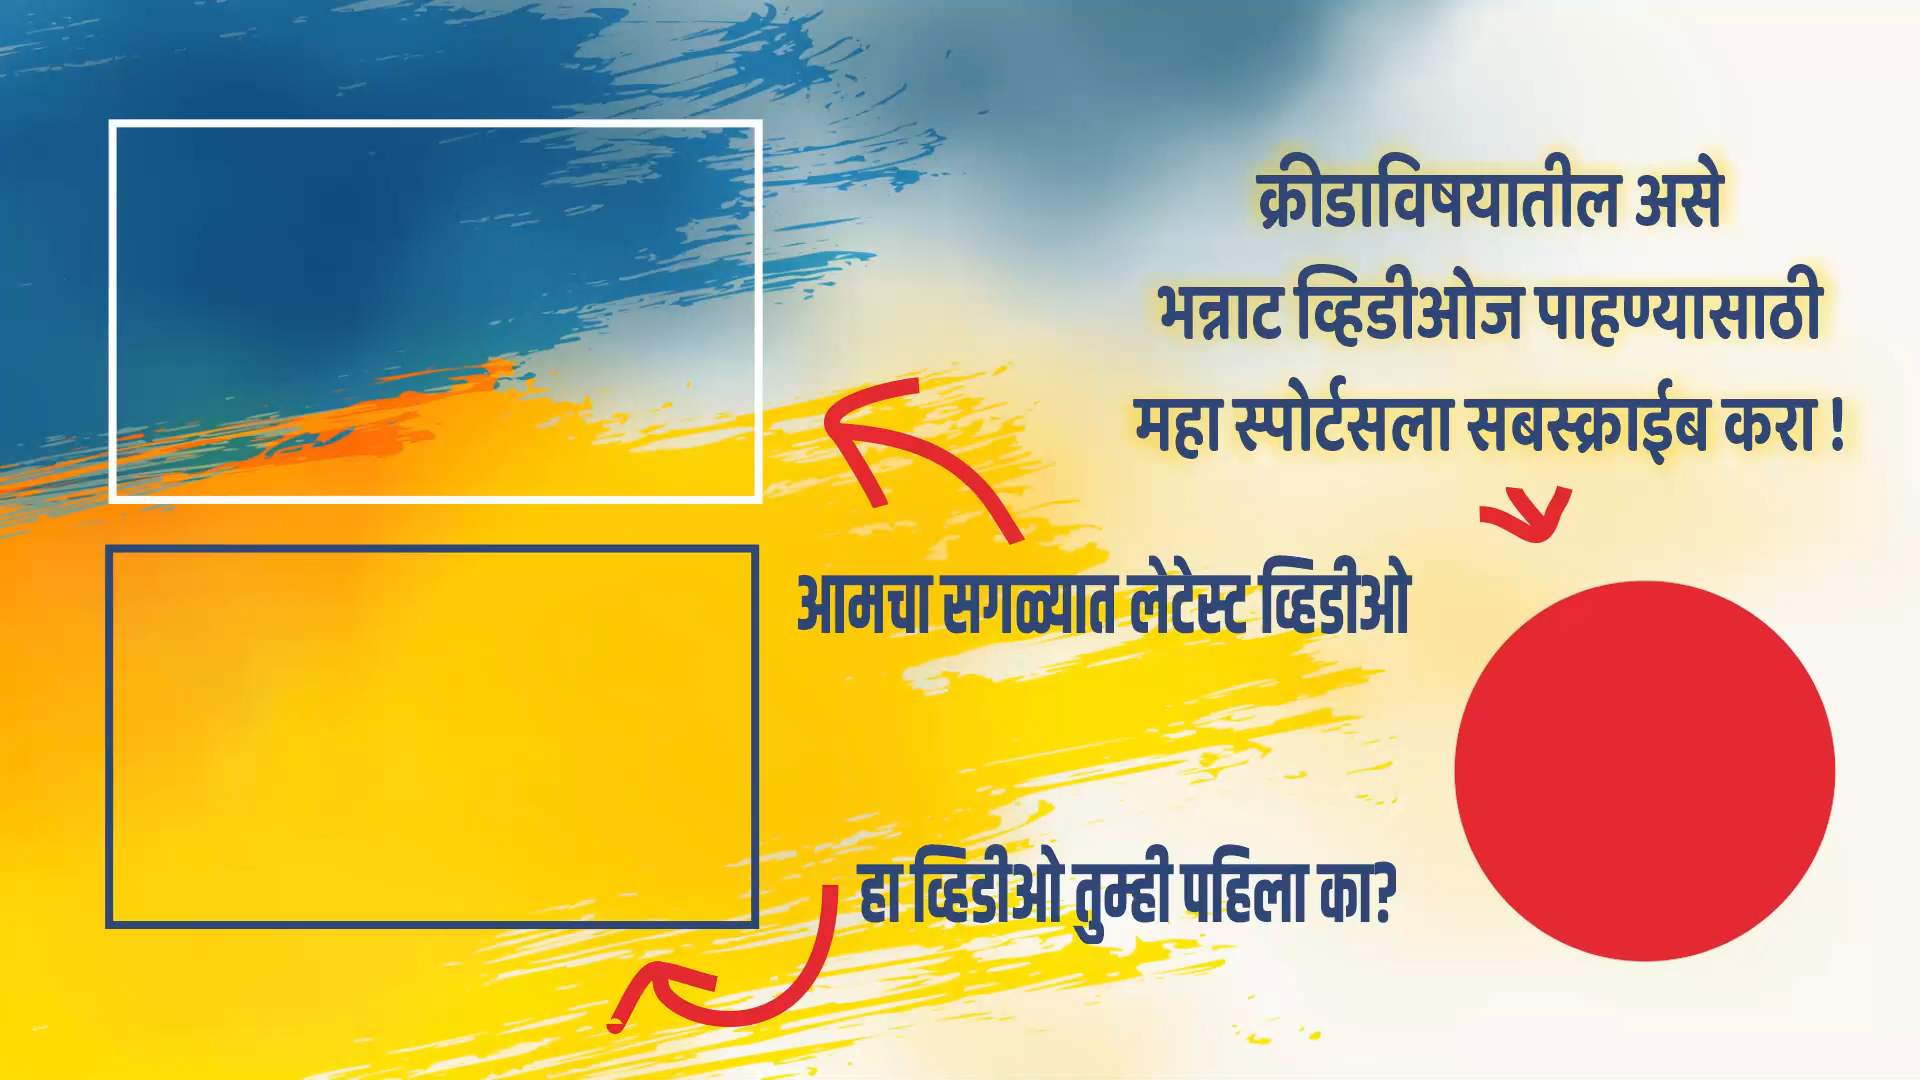 क्रीडाविषयातील असे
भन्नाट व्हिडीओज पाहण्यासाठी
महा स्पोर्टसला सबस्क्राईब करा !
आमचा सगळ्यात लेटेस्ट व्हिडीओ
हा व्हिडीओ तुम्ही पहिला का?